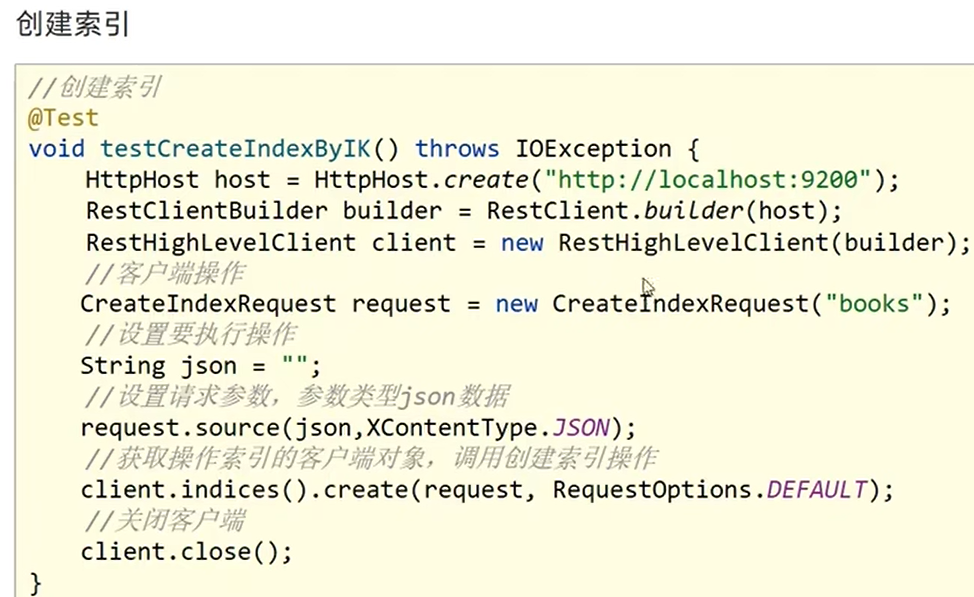 创建索引
//创建索引
@Test
void testCreateIndexByIK() throws IOException {
    HttpHost host = HttpHost.create("http://localhost:9200");
    RestClientBuilder builder = RestClient.builder(host);
    RestHighLevelClient client = new RestHighLevelClient(builder);
    //客户端操作
    CreateIndexRequest request = new CreateIndexRequest("books");
    //设置要执行操作
    String json = "";
    //设置请求参数，参数类型json数据
    request.source(json,XContentType.JSON);
    //获取操作索引的客户端对象，调用创建索引操作
    client.indices().create(request, RequestOptions.DEFAULT);
    //关闭客户端
    client.close();
}